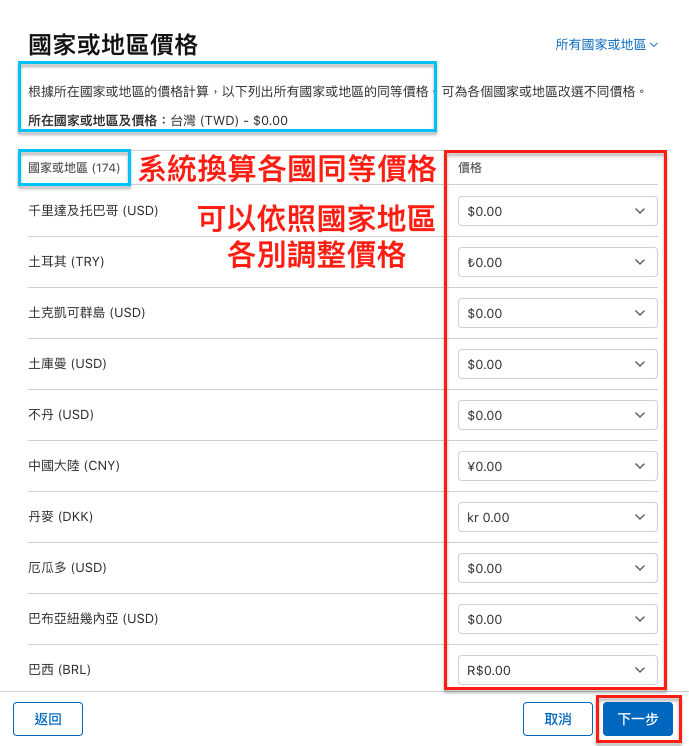 國家或地區價格
所有國家或地區
根據所在國家或地區的價格計算，以下列出所有國家或地區的同等價格。可為各個國家或地區改選不同價格。
所在國家或地區及價格：台灣 (TWD) - $0.00
國家或地區 (174)
系統換算各國同等價格
價格
可以依照國家地區
各別調整價格
千里達及托巴哥 (USD)
$0.00
土耳其 (TRY)
₺0.00
土克凱可群島 (USD)
$0.00
土庫曼 (USD)
$0.00
不丹 (USD)
$0.00
中國大陸 (CNY)
¥0.00
丹麥 (DKK)
kr 0.00
厄瓜多 (USD)
$0.00
巴布亞紐幾內亞 (USD)
$0.00
巴西 (BRL)
R$0.00
返回
取消
下一步